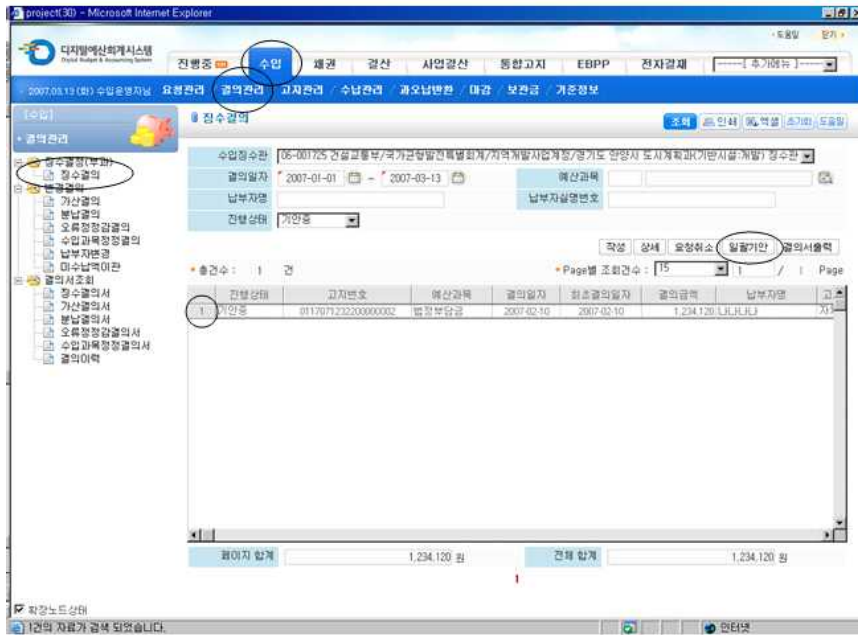 project(30) - Microsoft Internet Explorer
도움말 닫기
디지털예산회계시스템
Digital Budget & Accounting System
진행중 수입 채권 결산 사업결산 통합고지 EBPP 전자결재 -----[ 추가메뉴 ]-----
2007.03.13 (화) 수입운영자님 요청관리 결의관리 고지관리 수납관리 과오납반환 마감 보관금 기준정보
[수입]
결의관리
징수결의
조회 인쇄 엑셀 초기화 도움말
징수결정(부과)
징수결의
변경결의
가산결의
분납결의
오류정정감결의
수입과목정정결의
납부자변경
미수납액이관
결의서조회
징수결의서
가산결의서
분납결의서
오류정정감결의서
수입과목정정결의서
결의이력
수입징수관 06-001725 건설교통부/국가균형발전특별회계/지역개발사업계정/경기도 안양시 도시계획과(기반시설:개발) 징수관
결의일자 2007-01-01 ~ 2007-03-13 예산과목
납부자명 납부자실명번호
진행상태 기안중
작성 상세 요청취소 일괄기안 결의서출력
총건수 : 1 건 Page별 조회건수 : 15 1 / 1 Page
진행상태 고지번호 예산과목 결의일자 최초결의일자 결의금액 납부자명 고
1 기안중 0117071232200000002 법정부담금 2007-02-10 2007-02-10 1,234,120 나나나나
페이지 합계 1,234,120 원 전체 합계 1,234,120 원
1
확장노드상태
1건의 자료가 검색 되었습니다. 인터넷